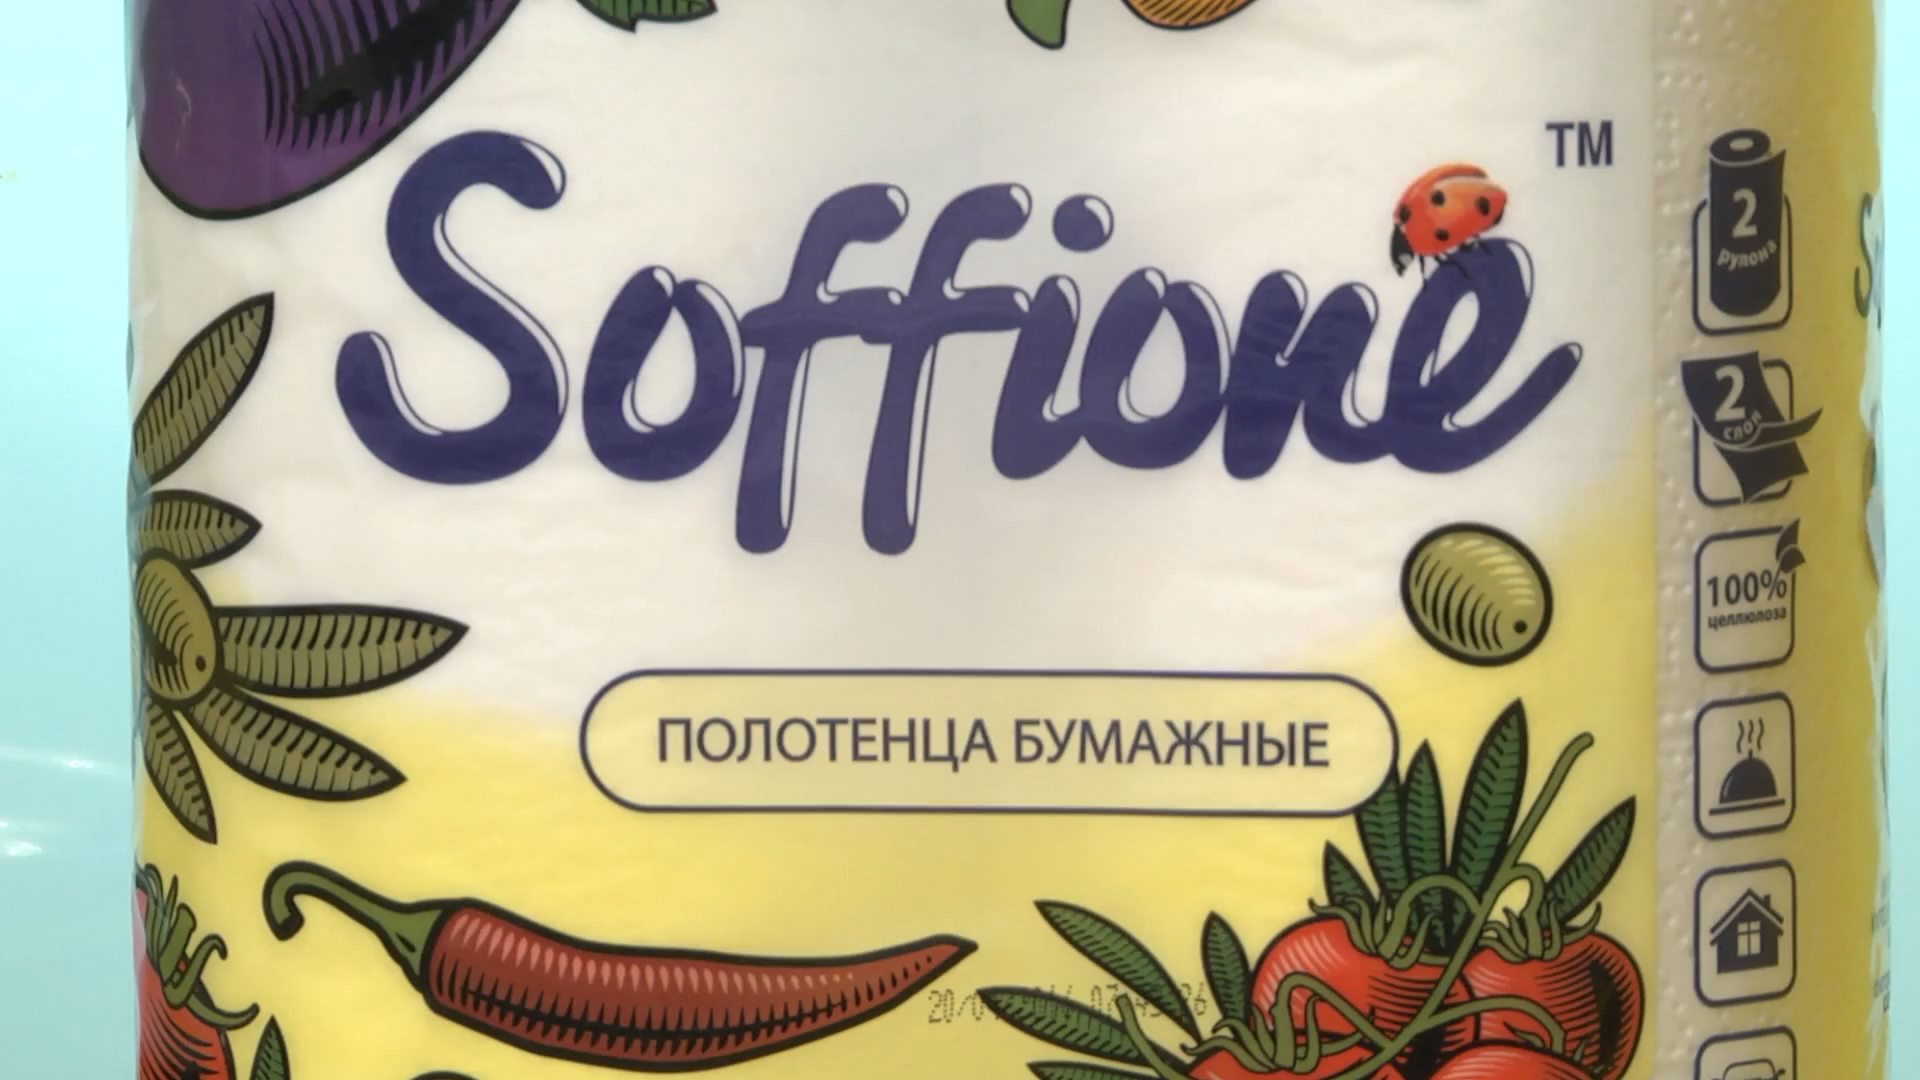 Soffione
TM
ПОЛОТЕНЦА БУМАЖНЫЕ
2
рулона
2
слоя
100%
целлюлоза